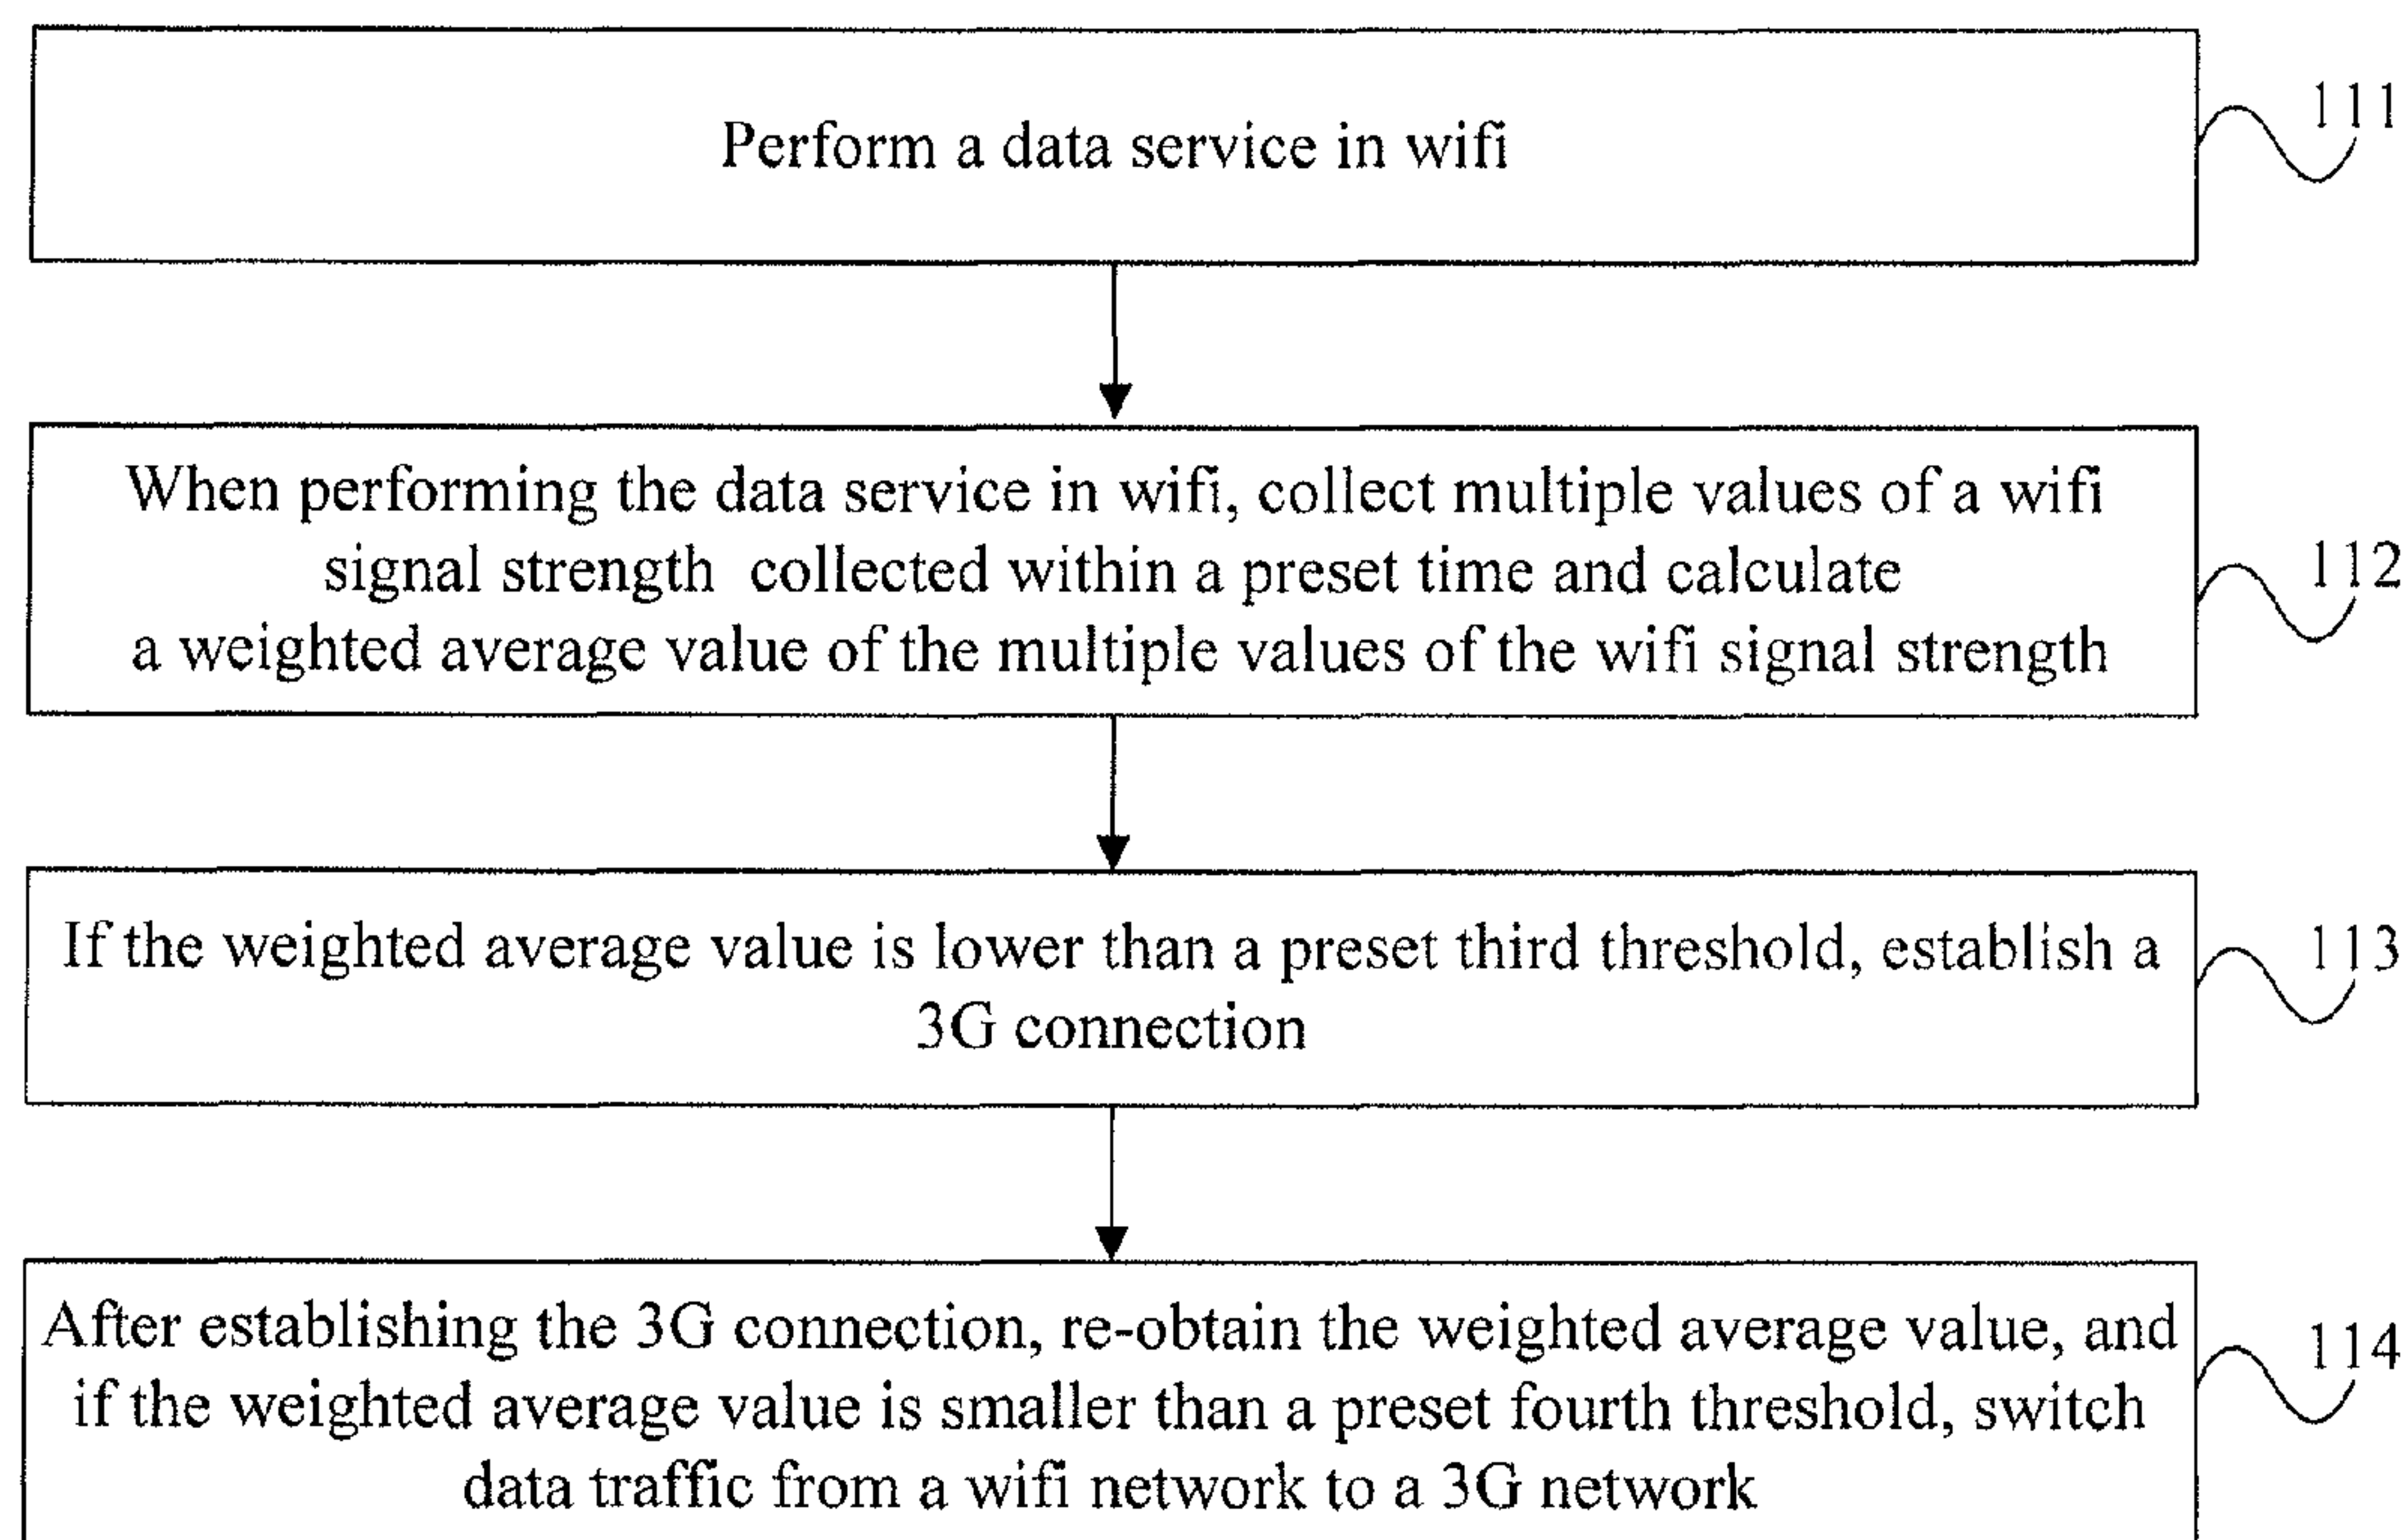 Perform a data service in wifi
111
When performing the data service in wifi, collect multiple values of a wifi
signal strength collected within a preset time and calculate
a weighted average value of the multiple values of the wifi signal strength
112
If the weighted average value is lower than a preset third threshold, establish a
3G connection
113
After establishing the 3G connection, re-obtain the weighted average value, and
if the weighted average value is smaller than a preset fourth threshold, switch
data traffic from a wifi network to a 3G network
114